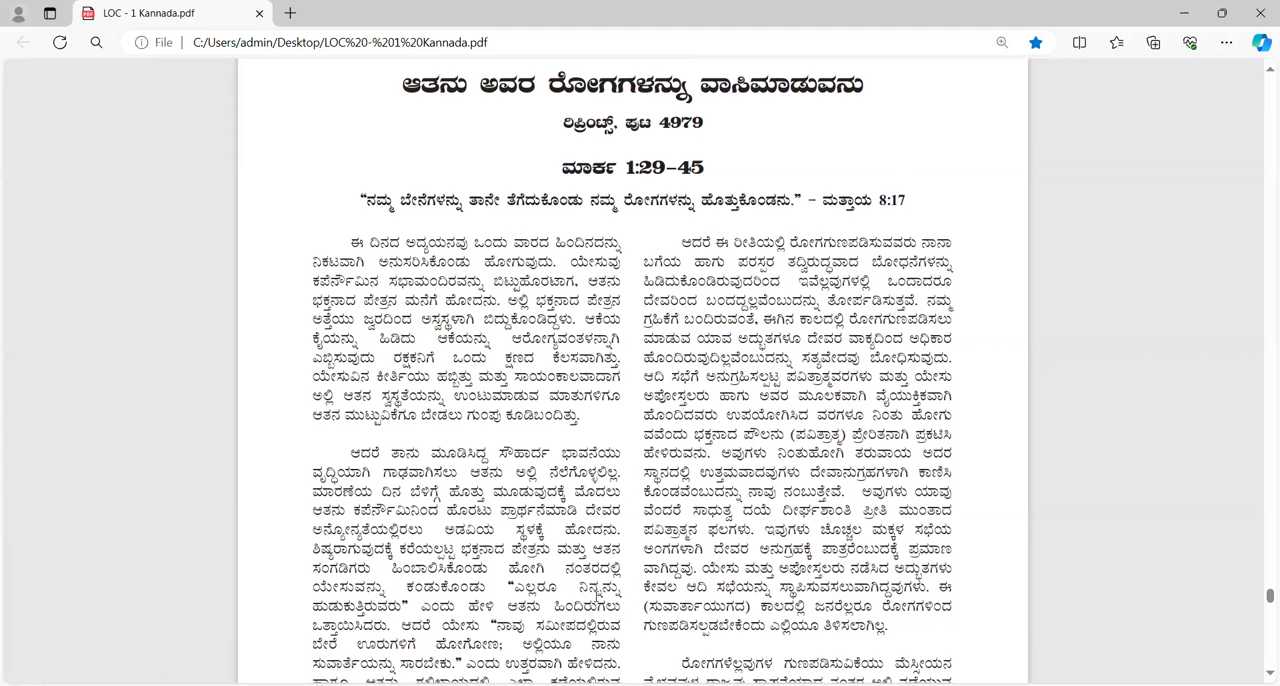 LOC - 1 Kannada.pdf
File
C:/Users/admin/Desktop/LOC%20-%201%20Kannada.pdf
ಆತನು ಅವರ ರೋಗಗಳನ್ನು ವಾಸಿಮಾಡುವನು
ರಿಪ್ರಿಂಟ್ಸ್, ಪುಟ 4979
ಮಾರ್ಕ 1:29-45
“ನಮ್ಮ ಬೇನೆಗಳನ್ನು ತಾನೇ ತೆಗೆದುಕೊಂಡು ನಮ್ಮ ರೋಗಗಳನ್ನು ಹೊತ್ತುಕೊಂಡನು.” – ಮತ್ತಾಯ 8:17
ಈ ದಿನದ ಅದ್ಯಯನವು ಒಂದು ವಾರದ ಹಿಂದಿನದನ್ನು
ನಿಕಟವಾಗಿ ಅನುಸರಿಸಿಕೊಂಡು ಹೋಗುವುದು. ಯೇಸುವು
ಕಪೆರ್ನೌಮಿನ ಸಭಾಮಂದಿರವನ್ನು ಬಿಟ್ಟುಹೊರಟಾಗ, ಆತನು
ಭಕ್ತನಾದ ಪೇತ್ರನ ಮನೆಗೆ ಹೋದನು. ಅಲ್ಲಿ ಭಕ್ತನಾದ ಪೇತ್ರನ
ಅತ್ತೆಯು ಜ್ವರದಿಂದ ಅಸ್ವಸ್ಥಳಾಗಿ ಬಿದ್ದುಕೊಂಡಿದ್ದಳು. ಆಕೆಯ
ಕೈಯನ್ನು ಹಿಡಿದು ಆಕೆಯನ್ನು ಆರೋಗ್ಯವಂತಳನ್ನಾಗಿ
ಎಬ್ಬಿಸುವುದು ರಕ್ಷಕನಿಗೆ ಒಂದು ಕ್ಷಣದ ಕೆಲಸವಾಗಿತ್ತು.
ಯೇಸುವಿನ ಕೀರ್ತಿಯು ಹಬ್ಬಿತ್ತು ಮತ್ತು ಸಾಯಂಕಾಲವಾದಾಗ
ಅಲ್ಲಿ ಆತನ ಸ್ವಸ್ಥತೆಯನ್ನು ಉಂಟುಮಾಡುವ ಮಾತುಗಳಿಗೂ
ಆತನ ಮುಟ್ಟುವಿಕೆಗೂ ಬೇಡಲು ಗುಂಪು ಕೂಡಿಬಂದಿತ್ತು.
ಆದರೆ ತಾನು ಮೂಡಿಸಿದ್ದ ಸೌಹಾರ್ದ ಭಾವನೆಯು
ವೃದ್ಧಿಯಾಗಿ ಗಾಢವಾಗಿಸಲು ಆತನು ಅಲ್ಲಿ ನೆಲೆಗೊಳ್ಳಲಿಲ್ಲ.
ಮಾರಣೆಯ ದಿನ ಬೆಳಿಗ್ಗೆ ಹೊತ್ತು ಮೂಡುವುದಕ್ಕೆ ಮೊದಲು
ಆತನು ಕಪೆರ್ನೌಮಿನಿಂದ ಹೊರಟು ಪ್ರಾರ್ಥನೆಮಾಡಿ ದೇವರ
ಅನ್ಯೋನ್ಯತೆಯಲ್ಲಿರಲು ಅಡವಿಯ ಸ್ಥಳಕ್ಕೆ ಹೋದನು.
ಶಿಷ್ಯರಾಗುವುದಕ್ಕೆ ಕರೆಯಲ್ಪಟ್ಟ ಭಕ್ತನಾದ ಪೇತ್ರನು ಮತ್ತು ಆತನ
ಸಂಗಡಿಗರು ಹಿಂಬಾಲಿಸಿಕೊಂಡು ಹೋಗಿ ನಂತರದಲ್ಲಿ
ಯೇಸುವನ್ನು ಕಂಡುಕೊಂಡು “ಎಲ್ಲರೂ ನಿನ್ನನ್ನು
ಹುಡುಕುತ್ತಿರುವರು” ಎಂದು ಹೇಳಿ ಆತನು ಹಿಂದಿರುಗಲು
ಒತ್ತಾಯಿಸಿದರು. ಆದರೆ ಯೇಸು “ನಾವು ಸಮೀಪದಲ್ಲಿರುವ
ಬೇರೆ ಊರುಗಳಿಗೆ ಹೋಗೋಣ; ಅಲ್ಲಿಯೂ ನಾನು
ಸುವಾರ್ತೆಯನ್ನು ಸಾರಬೇಕು.” ಎಂದು ಉತ್ತರವಾಗಿ ಹೇಳಿದನು.
ಆದರೆ ಈ ರೀತಿಯಲ್ಲಿ ರೋಗಗುಣಪಡಿಸುವವರು ನಾನಾ
ಬಗೆಯ ಹಾಗು ಪರಸ್ಪರ ತದ್ವಿರುದ್ಧವಾದ ಬೋಧನೆಗಳನ್ನು
ಹಿಡಿದುಕೊಂಡಿರುವುದರಿಂದ ಇವೆಲ್ಲವುಗಳಲ್ಲಿ ಒಂದಾದರೂ
ದೇವರಿಂದ ಬಂದದ್ದಲ್ಲವೆಂಬುದನ್ನು ತೋರ್ಪಡಿಸುತ್ತವೆ. ನಮ್ಮ
ಗ್ರಹಿಕೆಗೆ ಬಂದಿರುವಂತೆ, ಈಗಿನ ಕಾಲದಲ್ಲಿ ರೋಗಗುಣಪಡಿಸಲು
ಮಾಡುವ ಯಾವ ಅದ್ಭುತಗಳೂ ದೇವರ ವಾಕ್ಯದಿಂದ ಅಧಿಕಾರ
ಹೊಂದಿರುವುದಿಲ್ಲವೆಂಬುದನ್ನು ಸತ್ಯವೇದವು ಬೋಧಿಸುವುದು.
ಆದಿ ಸಭೆಗೆ ಅನುಗ್ರಹಿಸಲ್ಪಟ್ಟ ಪವಿತ್ರಾತ್ಮವರಗಳು ಮತ್ತು ಯೇಸು
ಅಪೋಸ್ತಲರು ಹಾಗು ಅವರ ಮೂಲಕವಾಗಿ ವೈಯುಕ್ತಿಕವಾಗಿ
ಹೊಂದಿದವರು ಉಪಯೋಗಿಸಿದ ವರಗಳೂ ನಿಂತು ಹೋಗು
ವವೆಂದು ಭಕ್ತನಾದ ಪೌಲನು (ಪವಿತ್ರಾತ್ಮ) ಪ್ರೇರಿತನಾಗಿ ಪ್ರಕಟಿಸಿ
ಹೇಳಿರುವನು. ಅವುಗಳು ನಿಂತುಹೋಗಿ ತರುವಾಯ ಅದರ
ಸ್ಥಾನದಲ್ಲಿ ಉತ್ತಮವಾದವುಗಳು ದೇವಾನುಗ್ರಹಗಳಾಗಿ ಕಾಣಿಸಿ
ಕೊಂಡವೆಂಬುದನ್ನು ನಾವು ನಂಬುತ್ತೇವೆ. ಅವುಗಳು ಯಾವು
ವೆಂದರೆ ಸಾಧುತ್ವ ದಯೆ ದೀರ್ಘಶಾಂತಿ ಪ್ರೀತಿ ಮುಂತಾದ
ಪವಿತ್ರಾತ್ಮನ ಫಲಗಳು. ಇವುಗಳು ಚೊಚ್ಚಲ ಮಕ್ಕಳ ಸಭೆಯ
ಅಂಗಗಳಾಗಿ ದೇವರ ಅನುಗ್ರಹಕ್ಕೆ ಪಾತ್ರರೆಂಬುದಕ್ಕೆ ಪ್ರಮಾಣ
ವಾಗಿದ್ದವು. ಯೇಸು ಮತ್ತು ಅಪೋಸ್ತಲರು ನಡೆಸಿದ ಅದ್ಭುತಗಳು
ಕೇವಲ ಆದಿ ಸಭೆಯನ್ನು ಸ್ಥಾಪಿಸುವಸಲುವಾಗಿದ್ದವುಗಳು. ಈ
(ಸುವಾರ್ತಾಯುಗದ) ಕಾಲದಲ್ಲಿ ಜನರೆಲ್ಲರೂ ರೋಗಗಳಿಂದ
ಗುಣಪಡಿಸಲ್ಪಡಬೇಕೆಂದು ಎಲ್ಲಿಯೂ ತಿಳಿಸಲಾಗಿಲ್ಲ.
ರೋಗಗಳೆಲ್ಲವುಗಳ ಗುಣಪಡಿಸುವಿಕೆಯು ಮೆಸ್ಸೀಯನ